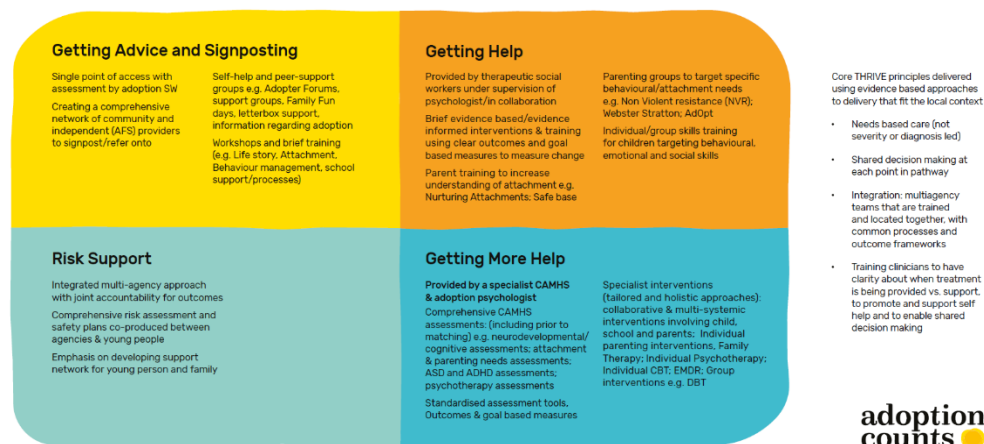 Getting Advice and Signposting
Single point of access with
assessment by adoption SW
Creating a comprehensive
network of community and
independent (AFS) providers
to signpost/refer onto
Self-help and peer-support
groups e.g. Adopter Forums,
support groups, Family Fun
days, letterbox support,
information regarding adoption
Workshops and brief training
(e.g. Life story, Attachment,
Behaviour management, school
support/processes)
Getting Help
Provided by therapeutic social
workers under supervision of
psychologist/in collaboration
Brief evidence based/evidence
informed interventions & training
using clear outcomes and goal
based measures to measure change
Parent training to increase
understanding of attachment e.g.
Nurturing Attachments; Safe base
Parenting groups to target specific
behavioural/attachment needs
e.g. Non Violent resistance (NVR);
Webster Stratton; AdOpt
Individual/group skills training
for children targeting behavioural,
emotional and social skills
Risk Support
Integrated multi-agency approach
with joint accountability for outcomes
Comprehensive risk assessment and
safety plans co-produced between
agencies & young people
Emphasis on developing support
network for young person and family
Getting More Help
Provided by a specialist CAMHS
& adoption psychologist
Comprehensive CAMHS
assessments: (including prior to
matching) e.g. neurodevelopmental/
cognitive assessments; attachment
& parenting needs assessments;
ASD and ADHD assessments;
psychotherapy assessments
Standardised assessment tools,
Outcomes & goal based measures
Specialist interventions
(tailored and holistic approaches):
collaborative & multi-systemic
interventions involving child,
school and parents; Individual
parenting interventions, Family
Therapy; Individual Psychotherapy;
Individual CBT; EMDR; Group
interventions e.g. DBT
Core THRIVE principles delivered
using evidence based approaches
to delivery that fit the local context
• Needs based care (not
severity or diagnosis led)
• Shared decision making at
each point in pathway
• Integration: multiagency
teams that are trained
and located together, with
common processes and
outcome frameworks
• Training clinicians to have
clarity about when treatment
is being provided vs. support,
to promote and support self
help and to enable shared
decision making
adoption
counts